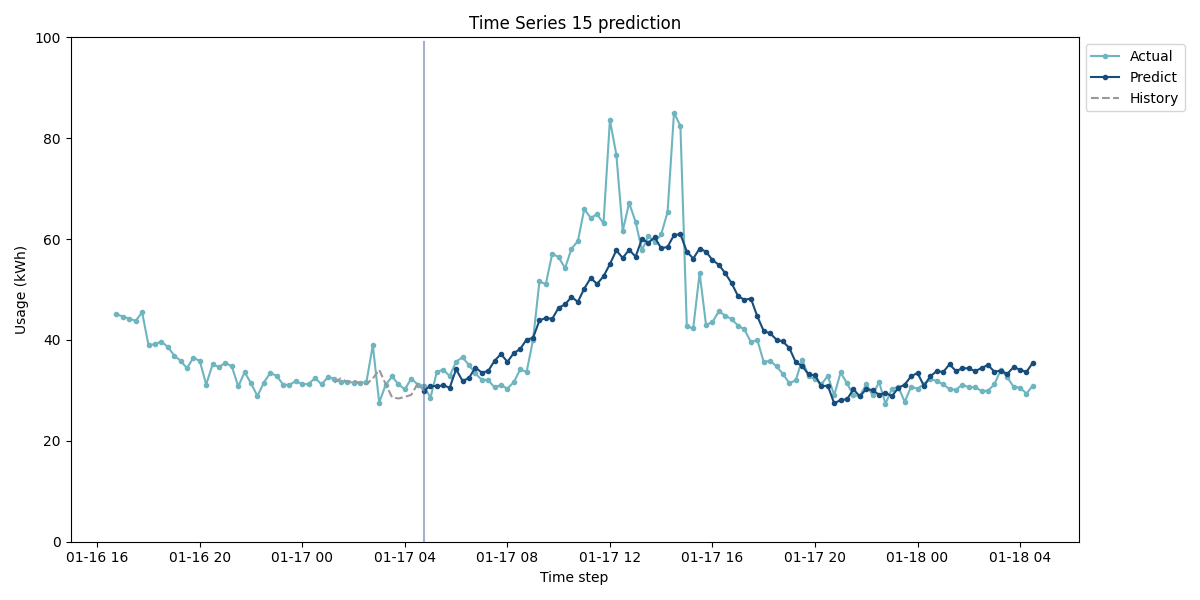 Time Series 15 prediction
Usage (kWh)
100
80
60
40
20
0
01-16 16
01-16 20
01-17 00
01-17 04
01-17 08
01-17 12
01-17 16
01-17 20
01-18 00
01-18 04
Time step
Actual
Predict
History